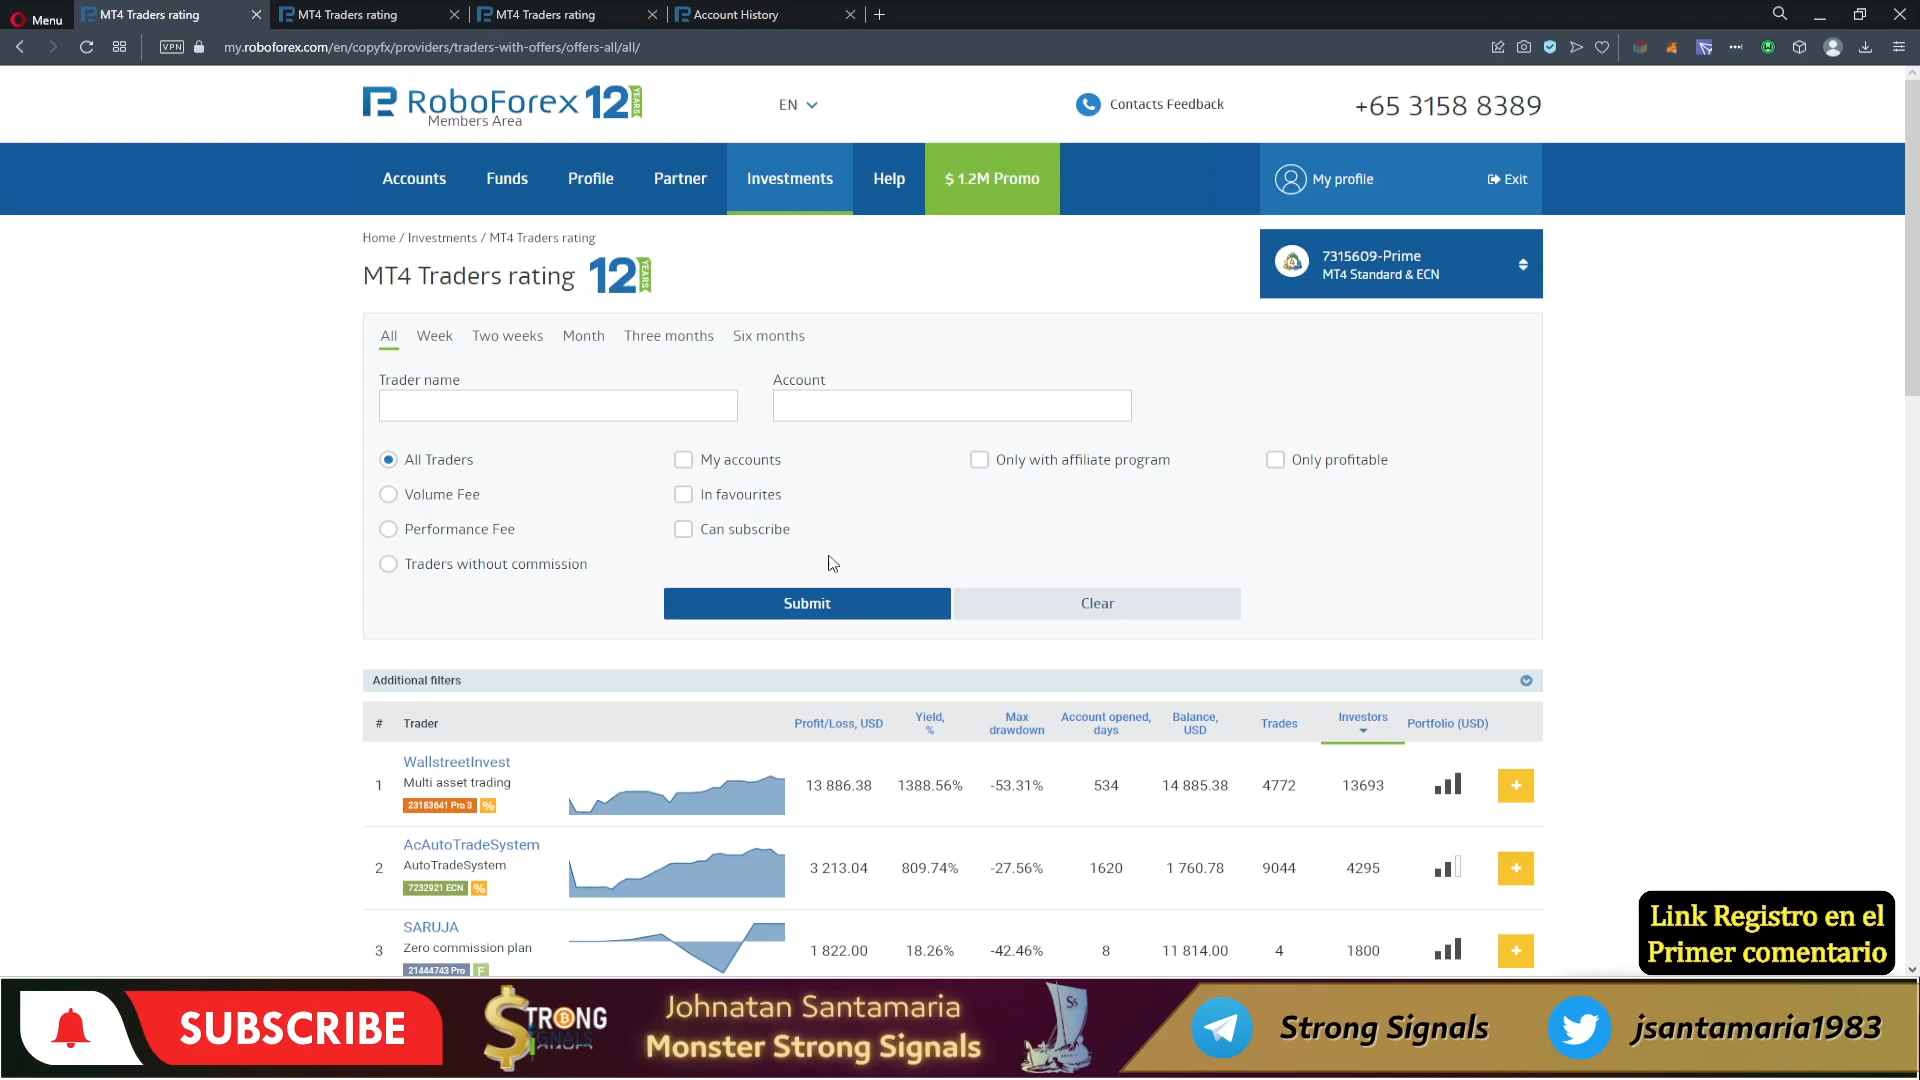 Menu
MT4 Traders rating
MT4 Traders rating
MT4 Traders rating
Account History
VPN
my.roboforex.com/en/copyfx/providers/traders-with-offers/offers-all/all/
RoboForex 12 YEARS
Members Area
EN
Contacts Feedback
+65 3158 8389
Accounts
Funds
Profile
Partner
Investments
Help
$ 1.2M Promo
My profile
Exit
Home / Investments / MT4 Traders rating
MT4 Traders rating 12 YEARS
7315609-Prime
MT4 Standard & ECN
All
Week
Two weeks
Month
Three months
Six months
Trader name
Account
All Traders
My accounts
Only with affiliate program
Only profitable
Volume Fee
In favourites
Performance Fee
Can subscribe
Traders without commission
Submit
Clear
Additional filters
# Trader Profit/Loss, USD Yield, % Max drawdown Account opened, days Balance, USD Trades Investors Portfolio (USD)
WallstreetInvest
Multi asset trading
23183641 Pro 3 %
1 13 886.38 1388.56% -53.31% 534 14 885.38 4772 13693 +
AcAutoTradeSystem
AutoTradeSystem
7232921 ECN %
2 3 213.04 809.74% -27.56% 1620 1 760.78 9044 4295 +
SARUJA
Zero commission plan
21444743 Pro F
3 1 822.00 18.26% -42.46% 8 11 814.00 4 1800 +
Link Registro en el
Primer comentario
SUBSCRIBE
STRONG
SIGNALS
Johnatan Santamaria
Monster Strong Signals
Ss
Strong Signals
jsantamaria1983